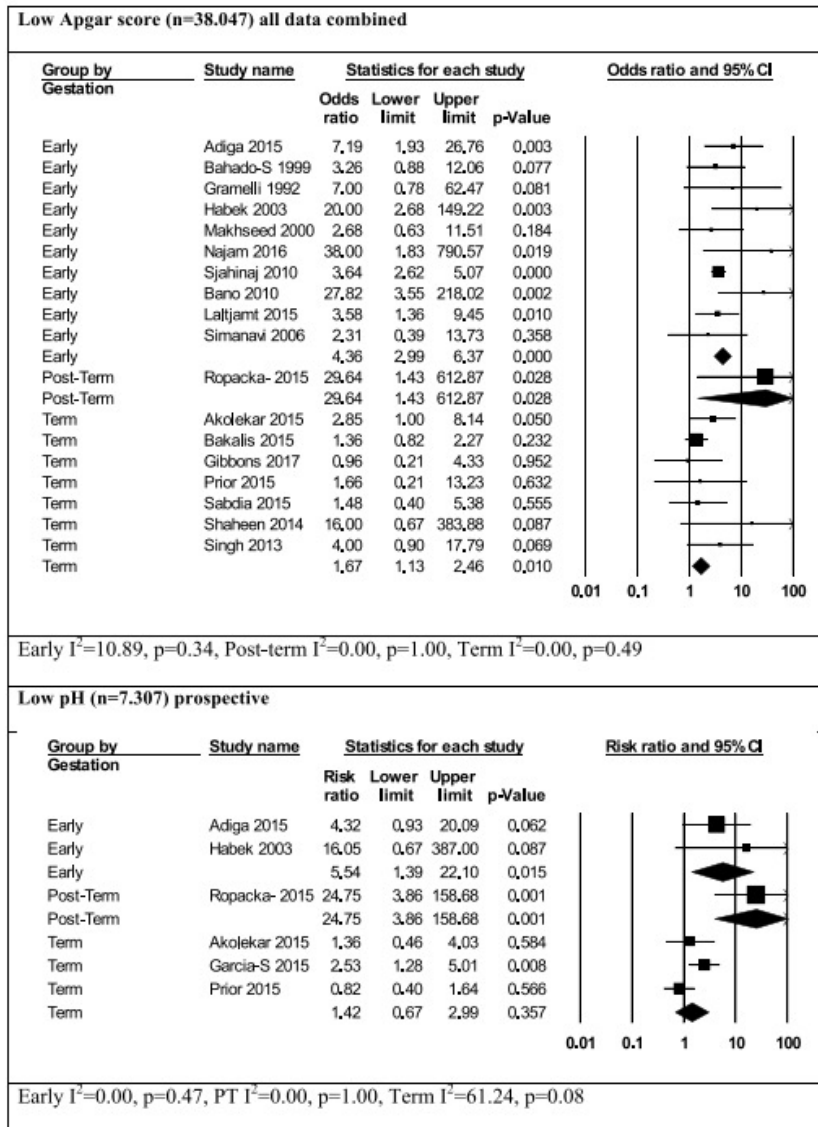 Low Apgar score (n=38.047) all data combined
Group by Study name Statistics for each study Odds ratio and 95% CI
Gestation
Odds Lower Upper
ratio limit limit p-Value
Early Adiga 2015 7.19 1.93 26.76 0.003
Early Bahado-S 1999 3.26 0.88 12.06 0.077
Early Gramelli 1992 7.00 0.78 62.47 0.081
Early Habek 2003 20.00 2.68 149.22 0.003
Early Makhseed 2000 2.68 0.63 11.51 0.184
Early Najam 2016 38.00 1.83 790.57 0.019
Early Sjahinaj 2010 3.64 2.62 5.07 0.000
Early Bano 2010 27.82 3.55 218.02 0.002
Early Laltjamt 2015 3.58 1.36 9.45 0.010
Early Simanavi 2006 2.31 0.39 13.73 0.358
Early 4.36 2.99 6.37 0.000
Post-Term Ropacka- 2015 29.64 1.43 612.87 0.028
Post-Term 29.64 1.43 612.87 0.028
Term Akolekar 2015 2.85 1.00 8.14 0.050
Term Bakalis 2015 1.36 0.82 2.27 0.232
Term Gibbons 2017 0.96 0.21 4.33 0.952
Term Prior 2015 1.66 0.21 13.23 0.632
Term Sabdia 2015 1.48 0.40 5.38 0.555
Term Shaheen 2014 16.00 0.67 383.88 0.087
Term Singh 2013 4.00 0.90 17.79 0.069
Term 1.67 1.13 2.46 0.010
0.01 0.1 1 10 100
Early I²=10.89, p=0.34, Post-term I²=0.00, p=1.00, Term I²=0.00, p=0.49
Low pH (n=7.307) prospective
Group by Study name Statistics for each study Risk ratio and 95% CI
Gestation
Risk Lower Upper
ratio limit limit p-Value
Early Adiga 2015 4.32 0.93 20.09 0.062
Early Habek 2003 16.05 0.67 387.00 0.087
Early 5.54 1.39 22.10 0.015
Post-Term Ropacka- 2015 24.75 3.86 158.68 0.001
Post-Term 24.75 3.86 158.68 0.001
Term Akolekar 2015 1.36 0.46 4.03 0.584
Term Garcia-S 2015 2.53 1.28 5.01 0.008
Term Prior 2015 0.82 0.40 1.64 0.566
Term 1.42 0.67 2.99 0.357
0.01 0.1 1 10 100
Early I²=0.00, p=0.47, PT I²=0.00, p=1.00, Term I²=61.24, p=0.08